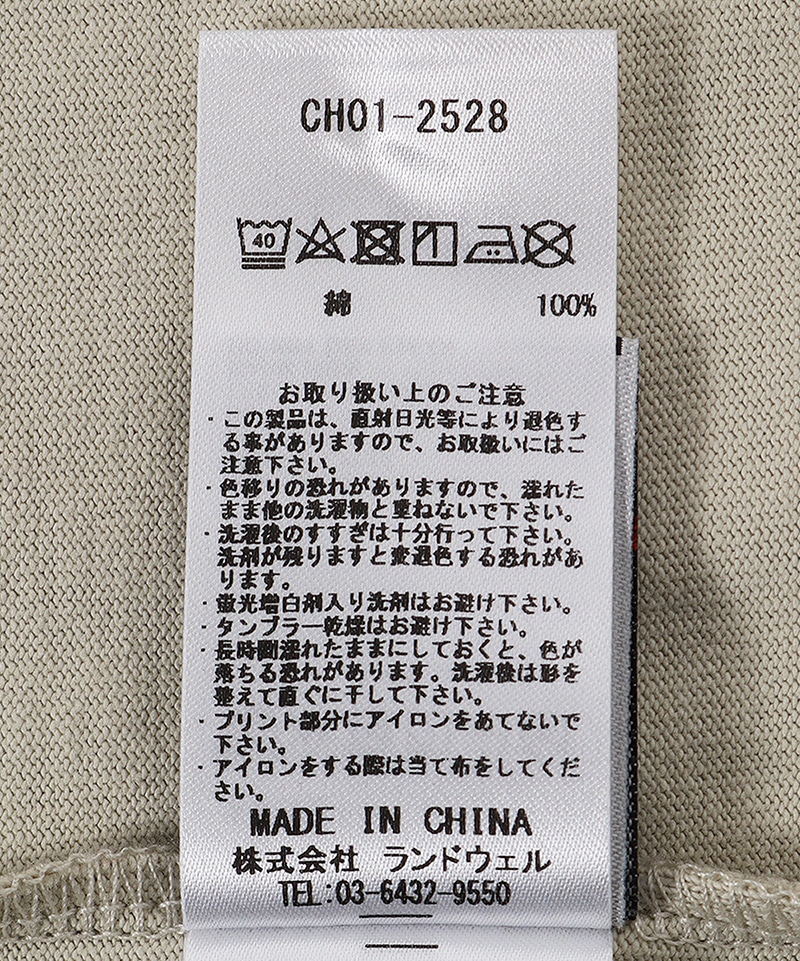 CH01-2528
40
綿 100%
お取り扱い上のご注意
・この製品は、直射日光等により退色す
る事がありますので、お取扱いにはご
注意下さい。
・色移りの恐れがありますので、濡れた
まま他の洗濯物と重ねないで下さい。
・洗濯後のすすぎは十分行って下さい。
洗剤が残りますと変退色する恐れがあ
ります。
・蛍光増白剤入り洗剤はお避け下さい。
・タンブラー乾燥はお避け下さい。
・長時間濡れたままにしておくと、色が
落ちる恐れがあります。洗濯後は形を
整えて直ぐに干して下さい。
・プリント部分にアイロンをあてないで
下さい。
・アイロンをする際は当て布をしてくだ
さい。
MADE IN CHINA
株式会社 ランドウェル
TEL:03-6432-9550